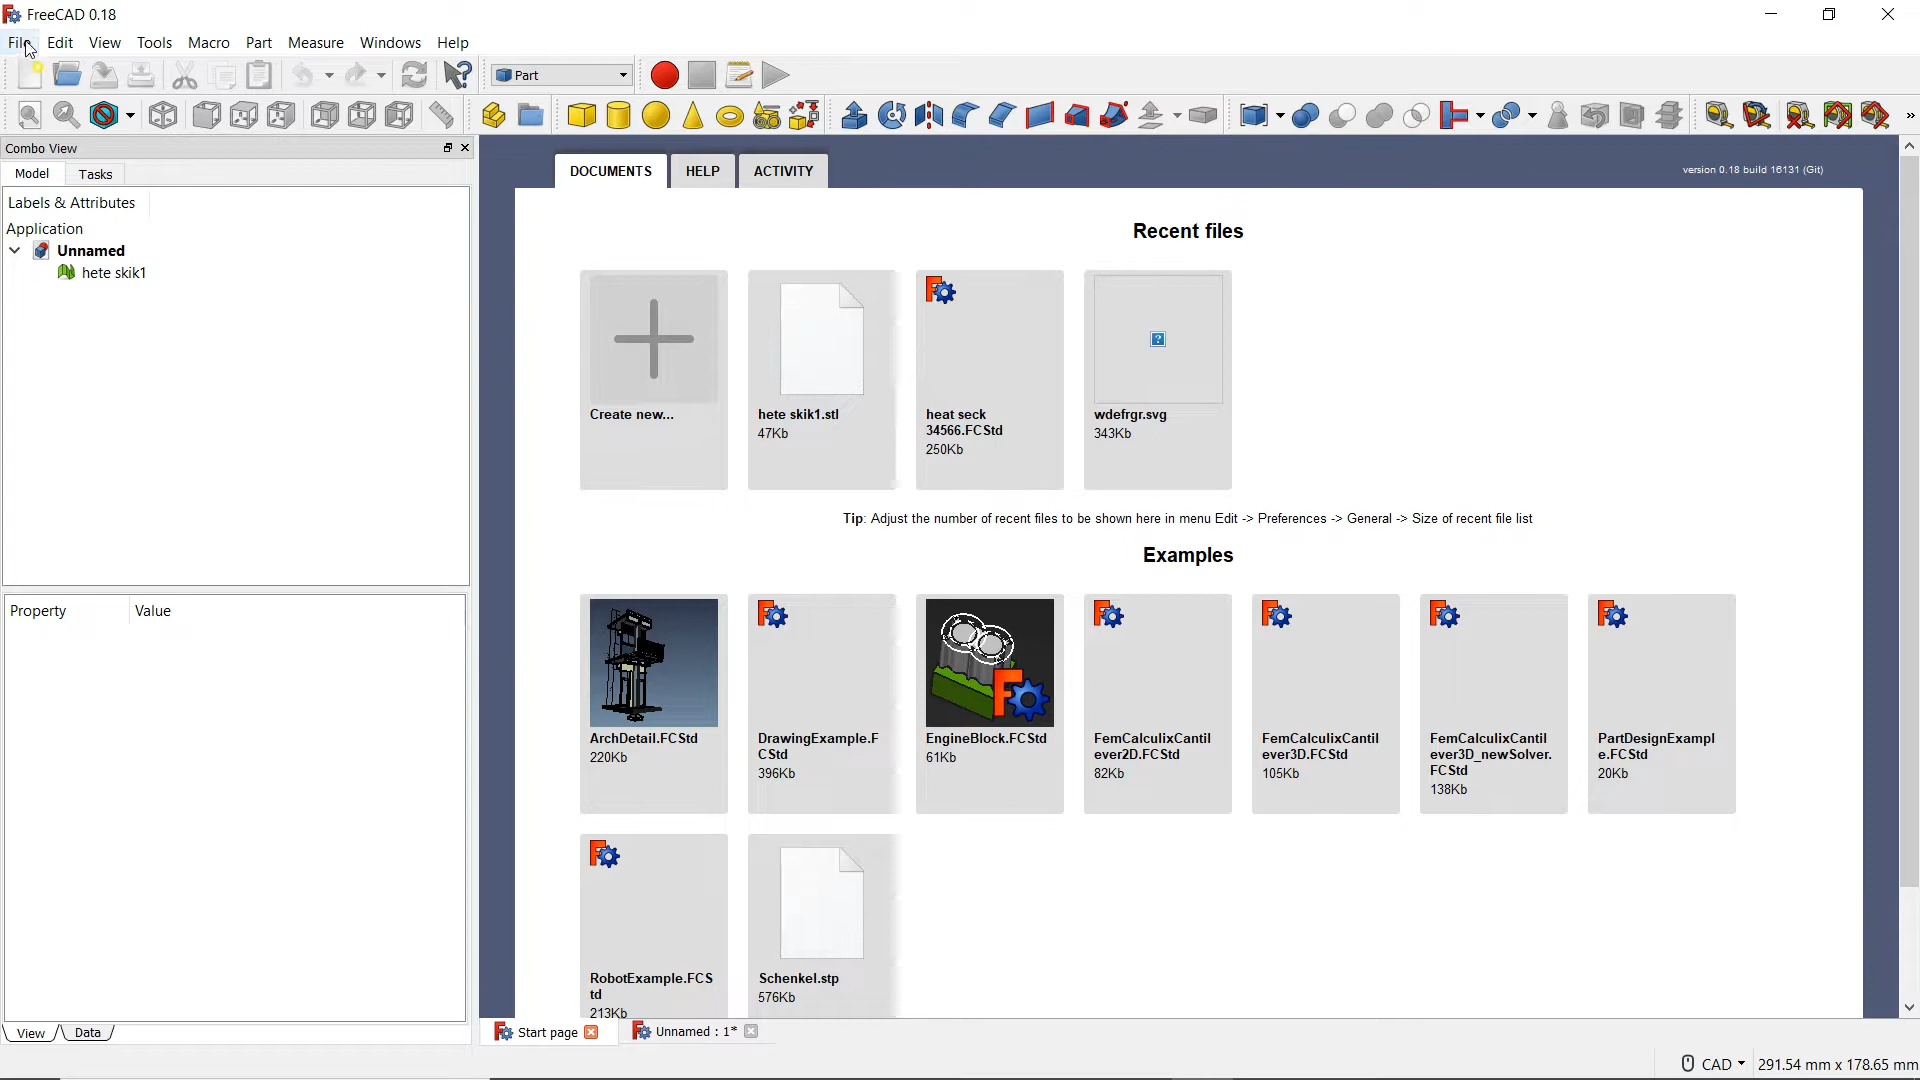 FreeCAD 0.18
File Edit View Tools Macro Part Measure Windows Help
Part
Combo View
Model Tasks
Labels & Attributes
Application
Unnamed
hete skik1
Property Value
View Data
DOCUMENTS HELP ACTIVITY
version 0.18 build 16131 (Git)
Recent files
Create new...
hete skik1.stl
47Kb
heat seck
34566.FCStd
250Kb
wdefrgr.svg
343Kb
Tip: Adjust the number of recent files to be shown here in menu Edit -> Preferences -> General -> Size of recent file list
Examples
ArchDetail.FCStd
220Kb
DrawingExample.F
CStd
396Kb
EngineBlock.FCStd
61Kb
FemCalculixCantil
ever2D.FCStd
82Kb
FemCalculixCantil
ever3D.FCStd
105Kb
FemCalculixCantil
ever3D_newSolver.
FCStd
138Kb
PartDesignExampl
e.FCStd
20Kb
RobotExample.FCS
td
213Kb
Schenkel.stp
576Kb
Start page Unnamed : 1*
CAD 291.54 mm x 178.65 mm